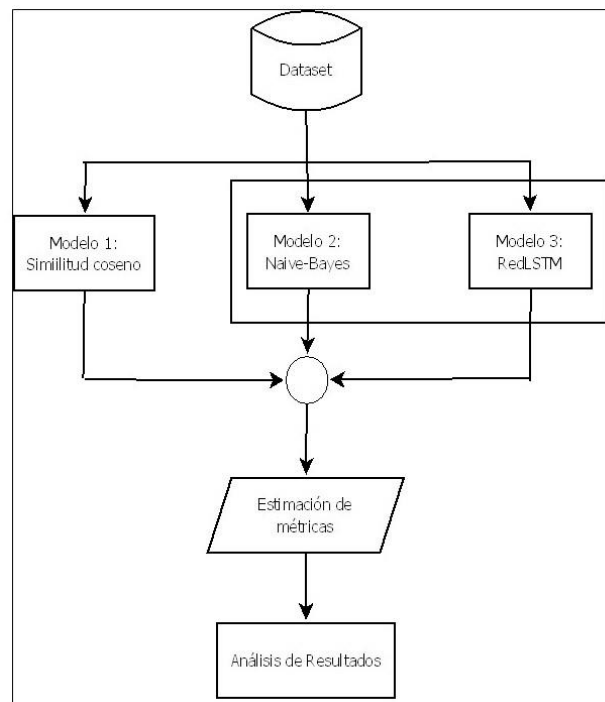 Dataset
Modelo 1:
Simiilitud coseno
Modelo 2:
Naive-Bayes
Modelo 3:
RedLSTM
Estimación de
métricas
Análisis de Resultados